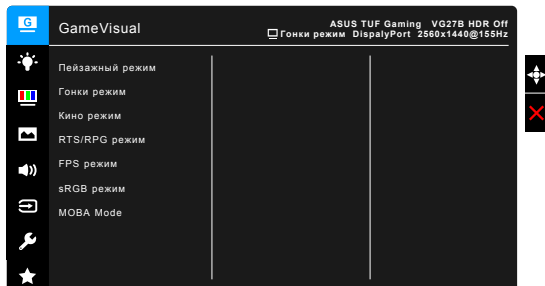 G
GameVisual
ASUS TUF Gaming VG27B HDR Off
Гонки режим DispalyPort 2560x1440@155Hz
Пейзажный режим
Гонки режим
Кино режим
RTS/RPG режим
FPS режим
sRGB режим
MOBA Mode